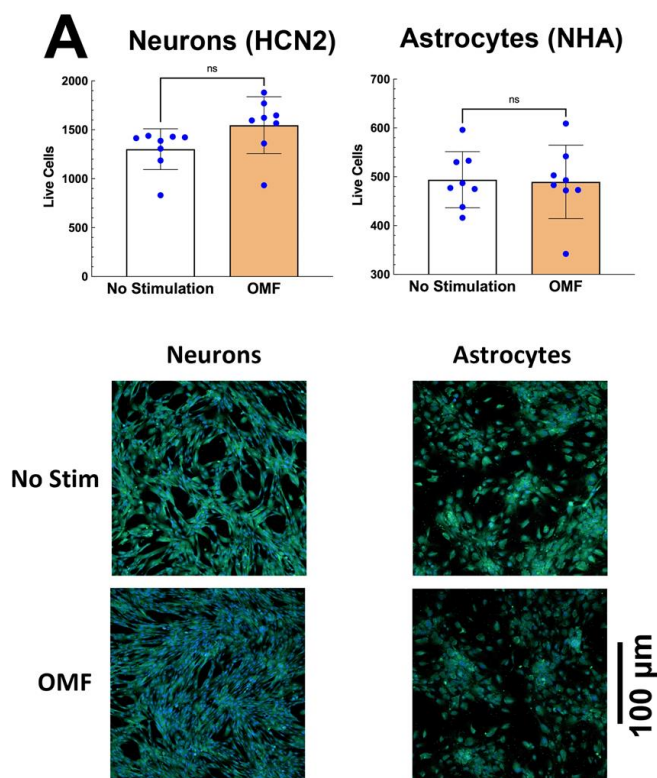 A
Neurons (HCN2)
Astrocytes (NHA)
ns
2000
1500
1000
500
0
Live Cells
No Stimulation
OMF
ns
700
600
500
400
300
Live Cells
No Stimulation
OMF
Neurons
Astrocytes
No Stim
OMF
100 µm